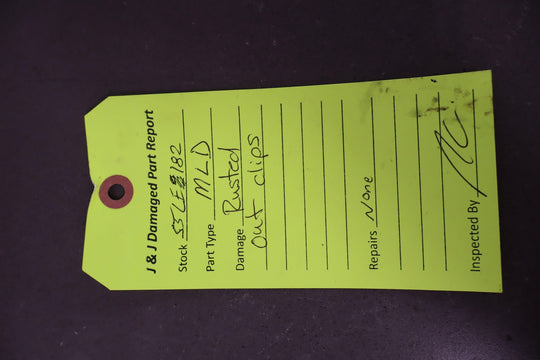 J & J Damaged Part Report
Stock 53LE8182
Part Type MLD
Damage Rusted
out clips
Repairs None
Inspected By